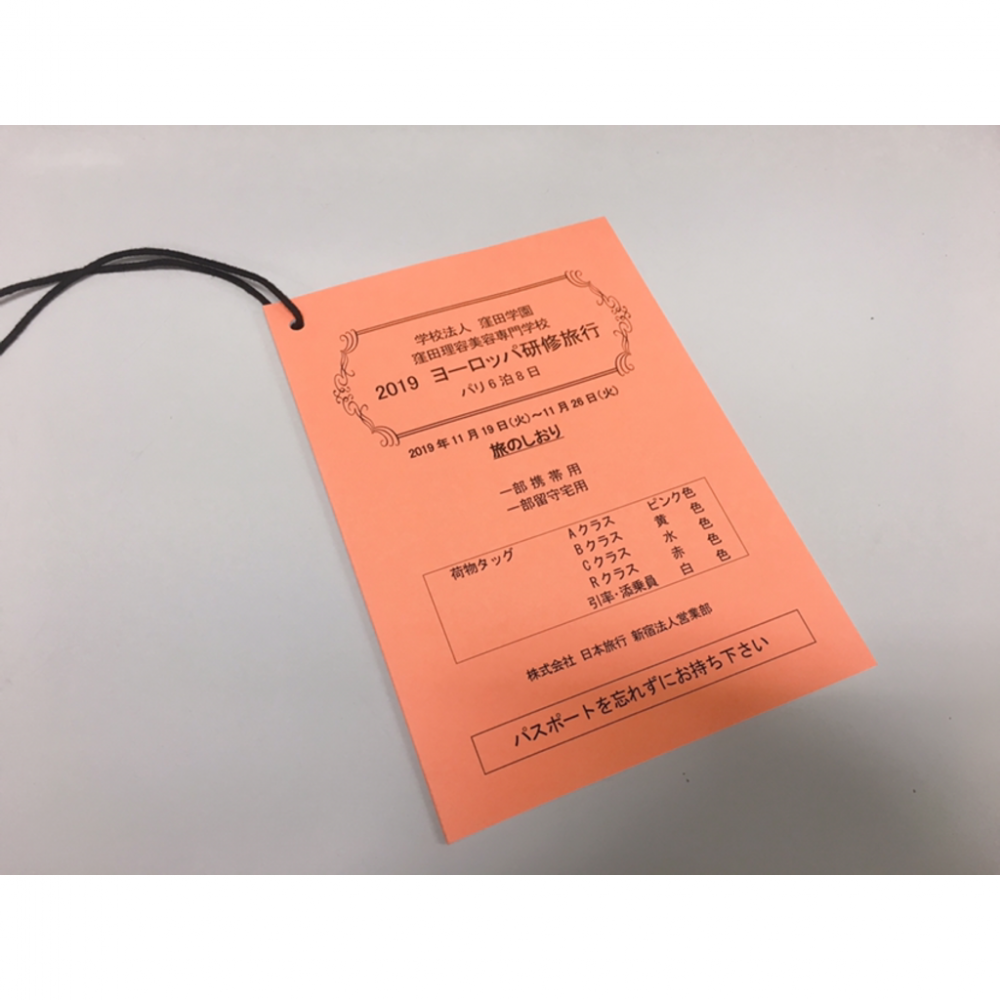 学校法人 窪田学園
窪田理容美容専門学校
2019 ヨーロッパ研修旅行
パリ6泊8日
2019年11月19日(火)～11月26日(火)
旅のしおり
一部携帯用
一部留守宅用
荷物タッグ Aクラス ピンク色
Bクラス 黄色
Cクラス 水色
Rクラス 赤色
引率・添乗員 白色
株式会社 日本旅行 新宿法人営業部
パスポートを忘れずにお持ち下さい